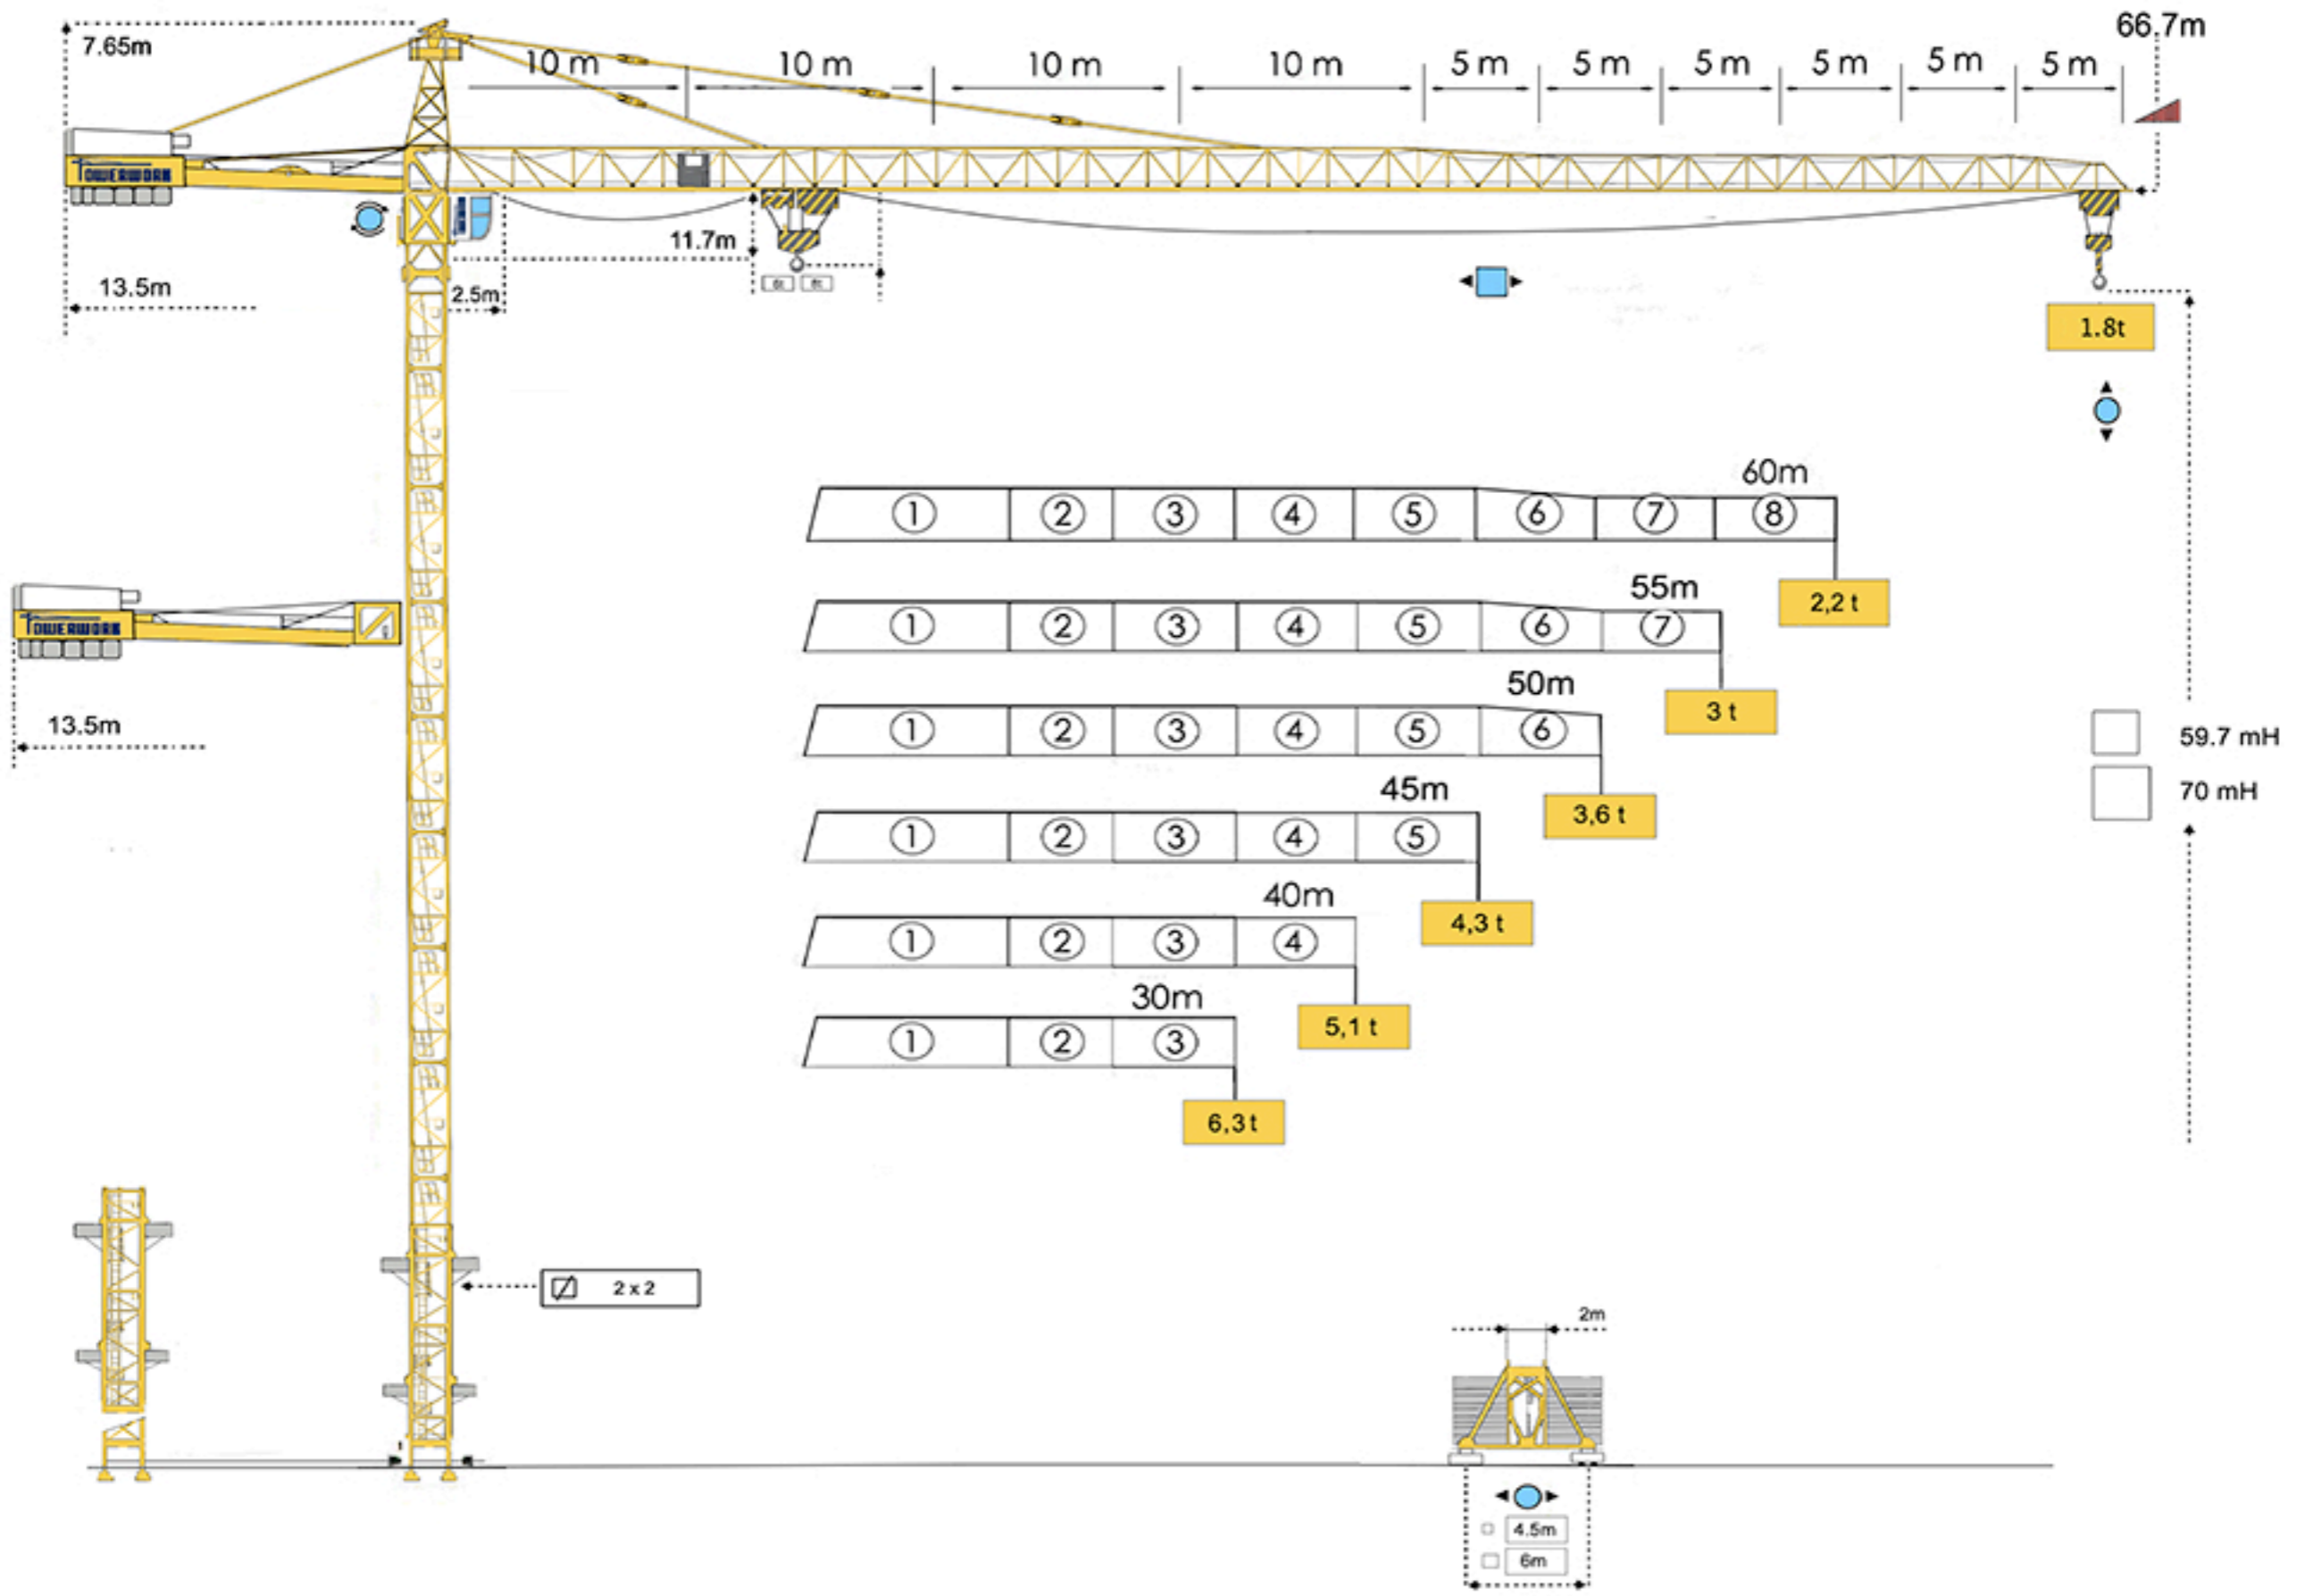 66.7m
7.65m
10 m 10 m 10 m 10 m 5 m 5 m 5 m 5 m 5 m 5 m
TOWERWORK
11.7m
13.5m
2.5m
1.8t
60m
① ② ③ ④ ⑤ ⑥ ⑦ ⑧
2,2 t
55m
① ② ③ ④ ⑤ ⑥ ⑦
3 t
TOWERWORK
50m
① ② ③ ④ ⑤ ⑥
3,6 t
13.5m
59.7 mH
70 mH
45m
① ② ③ ④ ⑤
4,3 t
40m
① ② ③ ④
5,1 t
30m
① ② ③
6,3 t
2 x 2
2m
4.5m
6m